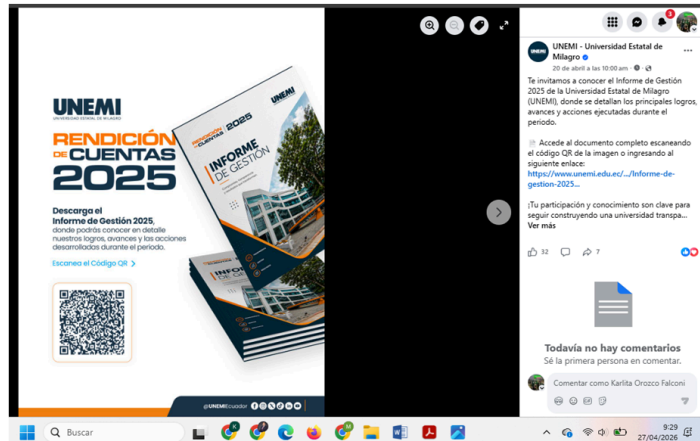 UNEMI
UNIVERSIDAD ESTATAL DE MILAGRO
RENDICIÓN
DE CUENTAS
2025
Descarga el
Informe de Gestión 2025,
donde podrás conocer en detalle
nuestros logros, avances y las acciones
desarrolladas durante el periodo.
Escanea el Código QR >
UNEMI
RENDICIÓN
DE CUENTAS 2025
INFORME
DE GESTIÓN
@UNEMIEcuador
3
UNEMI
UNEMI - Universidad Estatal de
Milagro
20 de abril a las 10:00 am ·
Te invitamos a conocer el Informe de Gestión
2025 de la Universidad Estatal de Milagro
(UNEMI), donde se detallan los principales logros,
avances y acciones ejecutadas durante el
periodo.
Accede al documento completo escaneando
el código QR de la imagen o ingresando al
siguiente enlace:
https://www.unemi.edu.ec/.../Informe-de-
gestion-2025...
¡Tu participación y conocimiento son clave para
seguir construyendo una universidad transpa...
Ver más
32
7
Todavía no hay comentarios
Sé la primera persona en comentar.
Comentar como Karlita Orozco Falconi
GIF
Buscar
9:29
27/04/2026